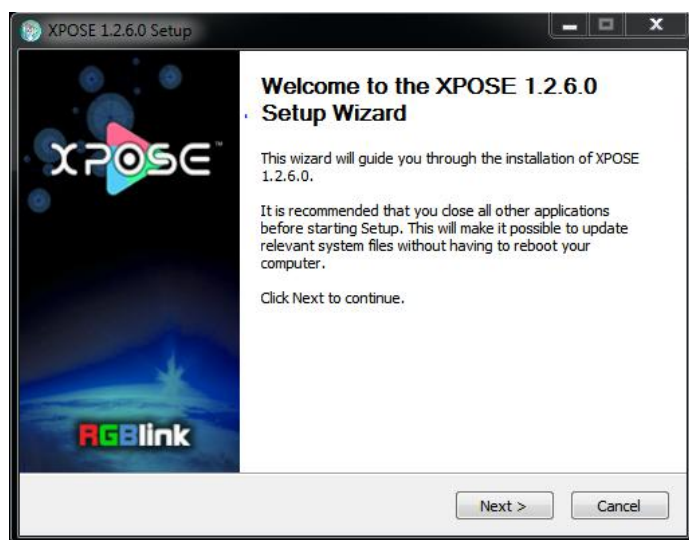 XPOSE 1.2.6.0 Setup
XPOSE™
RGBlink
Welcome to the XPOSE 1.2.6.0
Setup Wizard
This wizard will guide you through the installation of XPOSE
1.2.6.0.
It is recommended that you close all other applications
before starting Setup. This will make it possible to update
relevant system files without having to reboot your
computer.
Click Next to continue.
Next >
Cancel